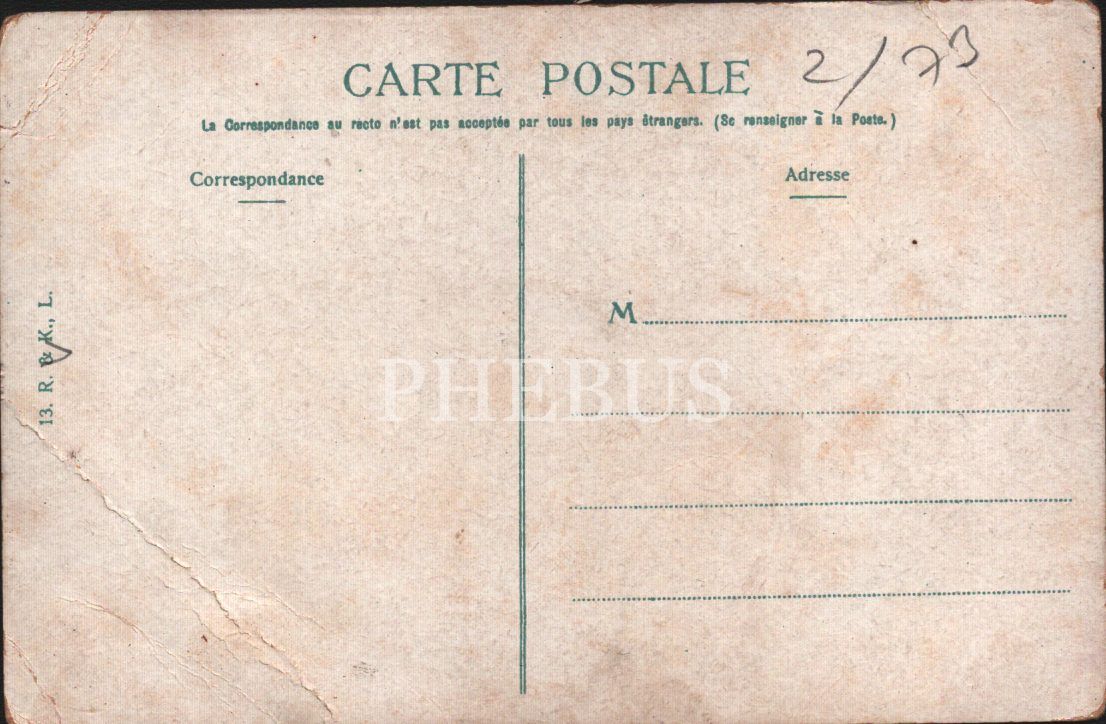 CARTE POSTALE
2/73
La Correspondance au recto n'est pas acceptée par tous les pays étrangers. (Se renseigner à la Poste.)
Correspondance
Adresse
M
13. R. & K., L.
PHEBUS